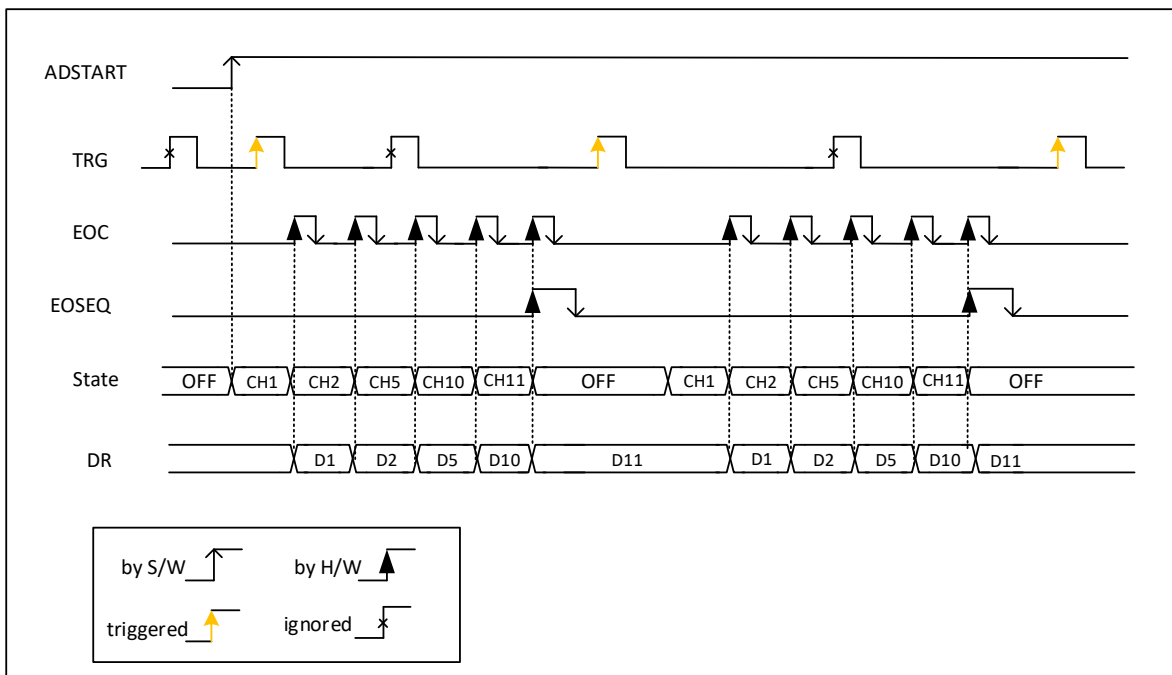 ADSTART
TRG
EOC
EOSEQ
State OFF CH1 CH2 CH5 CH10 CH11 OFF CH1 CH2 CH5 CH10 CH11 OFF
DR D1 D2 D5 D10 D11 D1 D2 D5 D10 D11
by S/W by H/W
triggered ignored